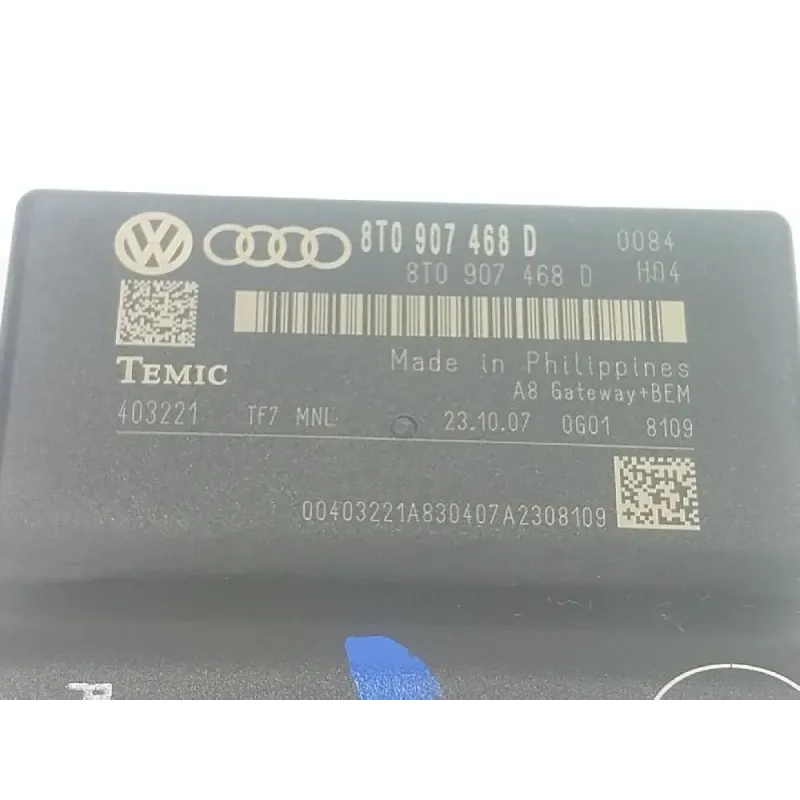 8T0 907 468 D 0084
8T0 907 468 D H04
TEMIC Made in Philippines
A8 Gateway+BEM
403221 TF7 MNL 23.10.07 0G01 8109
00403221A830407A2308109